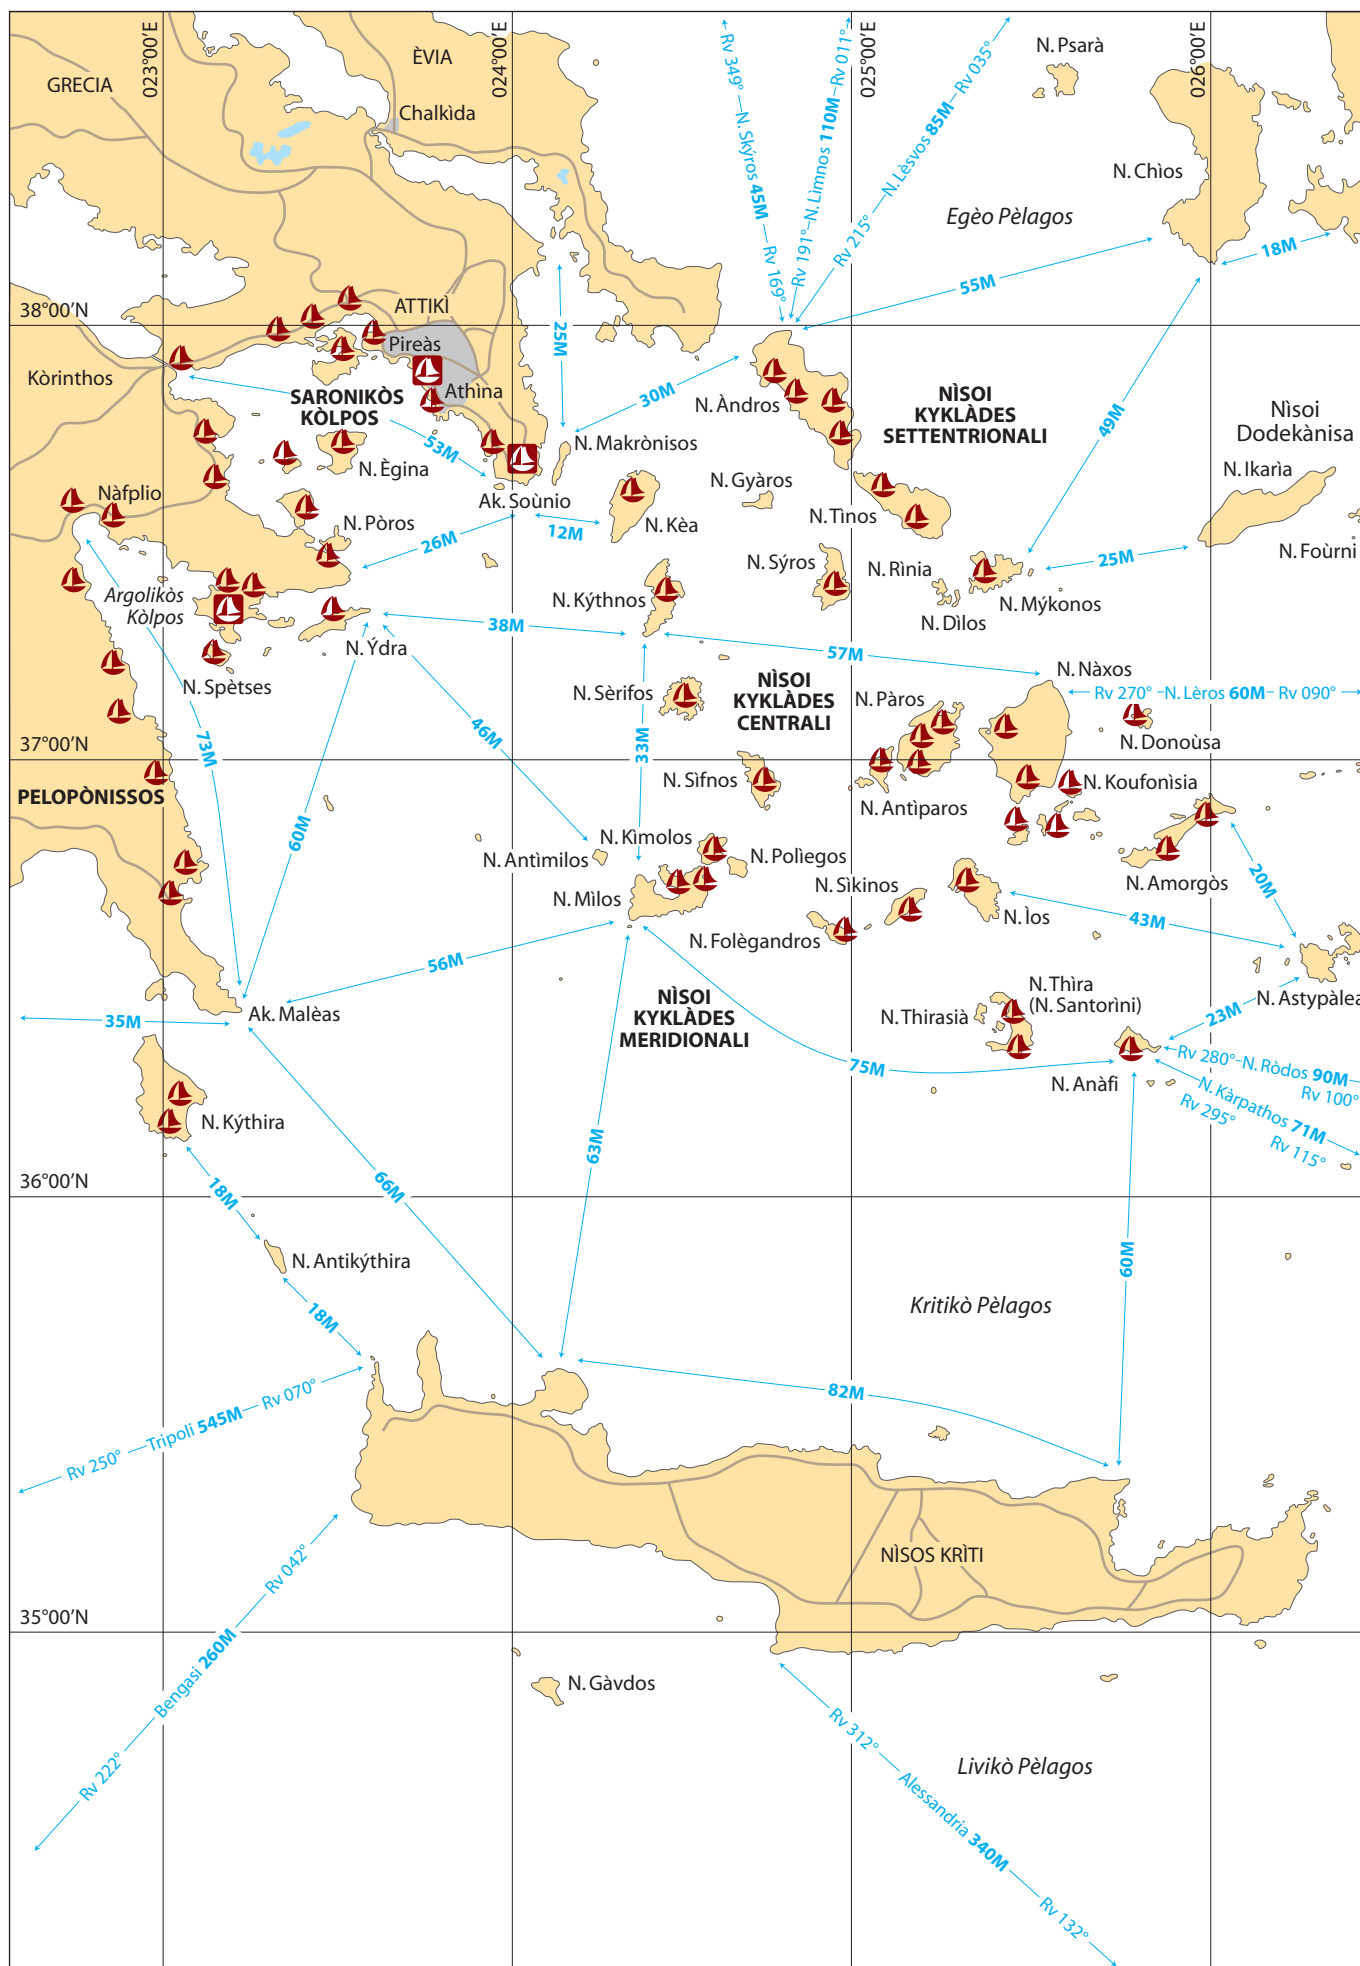 023°00'E
024°00'E
025°00'E
026°00'E
ÈVIA
GRECIA
Chalkìda
N. Psarà
N. Chìos
Rv 349° –N. Skýros 45M – Rv 169°
Rv 191°–N. Lìmnos 110M–Rv 011°
Rv 215° –N. Lèsvos 85M– Rv 035°
Egèo Pèlagos
18M
55M
38°00'N
ATTIKÌ
25M
Pireàs
Kòrinthos
Athìna
SARONIKÒS
KÒLPOS
30M
N. Àndros
NÌSOI
KYKLÀDES
SETTENTRIONALI
49M
Nìsoi
Dodekànisa
53M
N. Makrònisos
N. Ègina
N. Ikarìa
N. Gyàros
Nàfplio
Ak. Soùnio
N. Pòros
N. Kèa
N. Tìnos
12M
26M
N. Foùrni
25M
N. Sýros
N. Rìnia
Argolikòs
Kòlpos
N. Kýthnos
N. Mýkonos
N. Dìlos
38M
N. Ýdra
57M
N. Nàxos
N. Spètses
NÌSOI
KYKLÀDES
CENTRALI
N. Sèrifos
N. Pàros
Rv 270° –N. Lèros 60M– Rv 090°
46M
33M
73M
N. Donoùsa
37°00'N
N. Sìfnos
N. Koufonìsia
PELOPÒNISSOS
N. Antìparos
60M
N. Kìmolos
N. Antìmilos
N. Polìegos
N. Sìkinos
N. Amorgòs
20M
N. Mìlos
N. Ìos
43M
N. Folègandros
56M
N. Thìra
(N. Santorìni)
N. Astypàlea
NÌSOI
KYKLÀDES
MERIDIONALI
Ak. Malèas
N. Thirasià
23M
35M
75M
Rv 280°–N. Ròdos 90M
Rv 100°
N. Anàfi
N. Kàrpathos 71M
Rv 295°
Rv 115°
N. Kýthira
63M
36°00'N
18M
66M
60M
N. Antikýthira
18M
Kritikò Pèlagos
82M
Rv 250° –Tripoli 545M– Rv 070°
NÌSOS KRÌTI
Rv 042°
35°00'N
Bengasi 260M
Rv 222°
N. Gàvdos
Rv 312°
Livikò Pèlagos
Alessandria 340M
Rv 132°